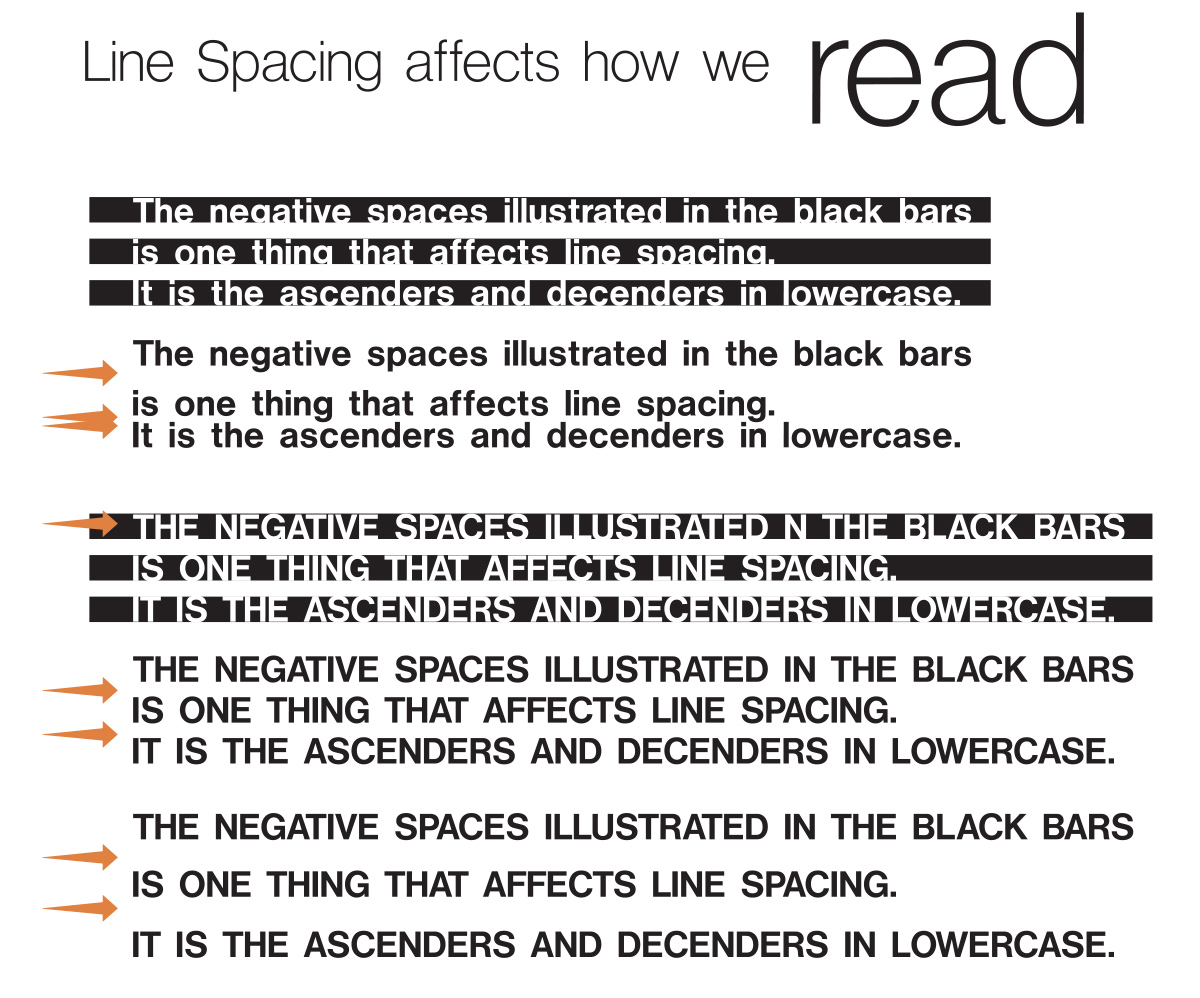 Line Spacing affects how we read
The negative spaces illustrated in the black bars
is one thing that affects line spacing.
It is the ascenders and decenders in lowercase.
The negative spaces illustrated in the black bars
is one thing that affects line spacing.
It is the ascenders and decenders in lowercase.
THE NEGATIVE SPACES ILLUSTRATED N THE BLACK BARS
IS ONE THING THAT AFFECTS LINE SPACING.
IT IS THE ASCENDERS AND DECENDERS IN LOWERCASE.
THE NEGATIVE SPACES ILLUSTRATED IN THE BLACK BARS
IS ONE THING THAT AFFECTS LINE SPACING.
IT IS THE ASCENDERS AND DECENDERS IN LOWERCASE.
THE NEGATIVE SPACES ILLUSTRATED IN THE BLACK BARS
IS ONE THING THAT AFFECTS LINE SPACING.
IT IS THE ASCENDERS AND DECENDERS IN LOWERCASE.